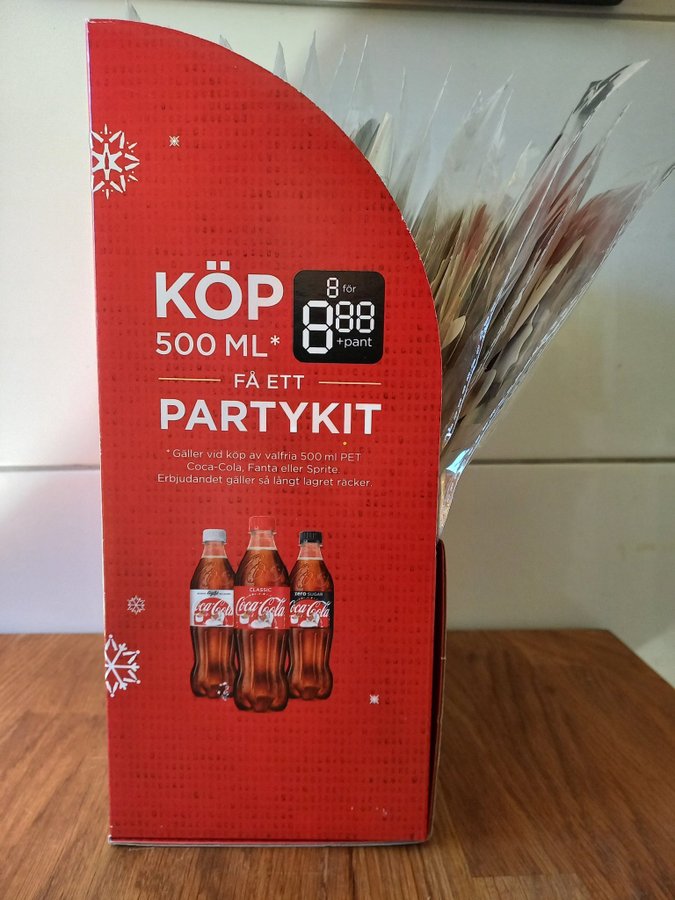 KÖP
8 för
8 88
+pant
500 ML*
FÅ ETT
PARTYKIT
*Gäller vid köp av valfria 500 ml PET
Coca-Cola, Fanta eller Sprite.
Erbjudandet gäller så långt lagret räcker.
light
Coca-Cola
CLASSIC
Coca-Cola
zero SUGAR
Coca-Cola